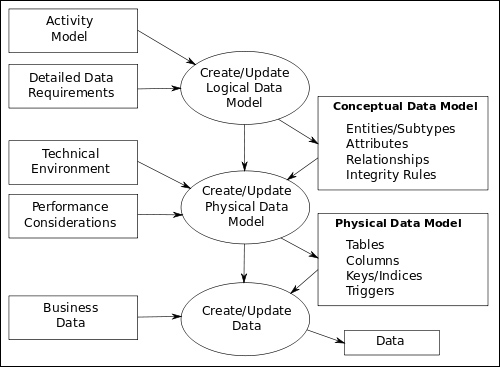 Activity
Model
Detailed Data
Requirements
Create/Update
Logical Data
Model
Conceptual Data Model
Entities/Subtypes
Attributes
Relationships
Integrity Rules
Technical
Environment
Performance
Considerations
Create/Update
Physical Data
Model
Physical Data Model
Tables
Columns
Keys/Indices
Triggers
Business
Data
Create/Update
Data
Data